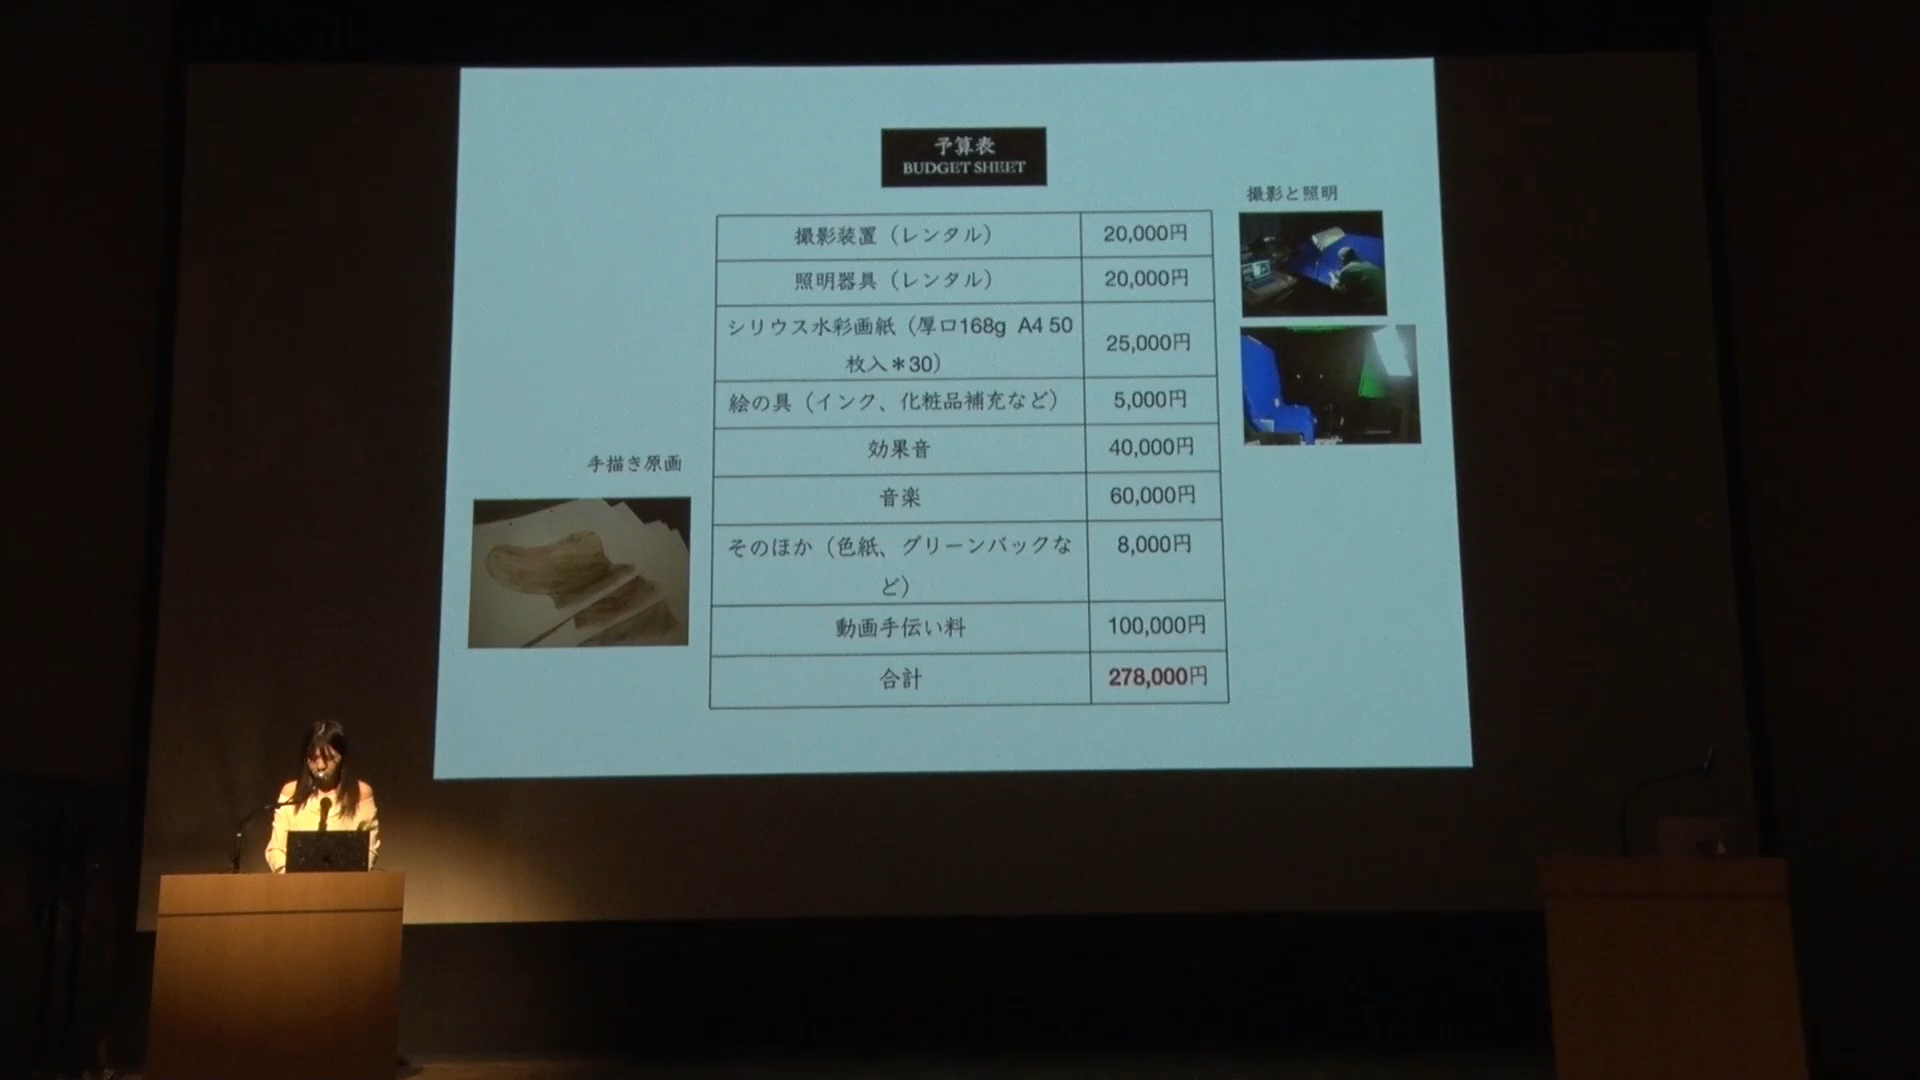 予算表
BUDGET SHEET
撮影と照明
撮影装置（レンタル） 20,000円
照明器具（レンタル） 20,000円
シリウス水彩画紙（厚口168g A4 50
枚入＊30） 25,000円
絵の具（インク、化粧品補充など） 5,000円
効果音 40,000円
手描き原画
音楽 60,000円
そのほか（色紙、グリーンバックな 8,000円
ど）
動画手伝い料 100,000円
合計 278,000円